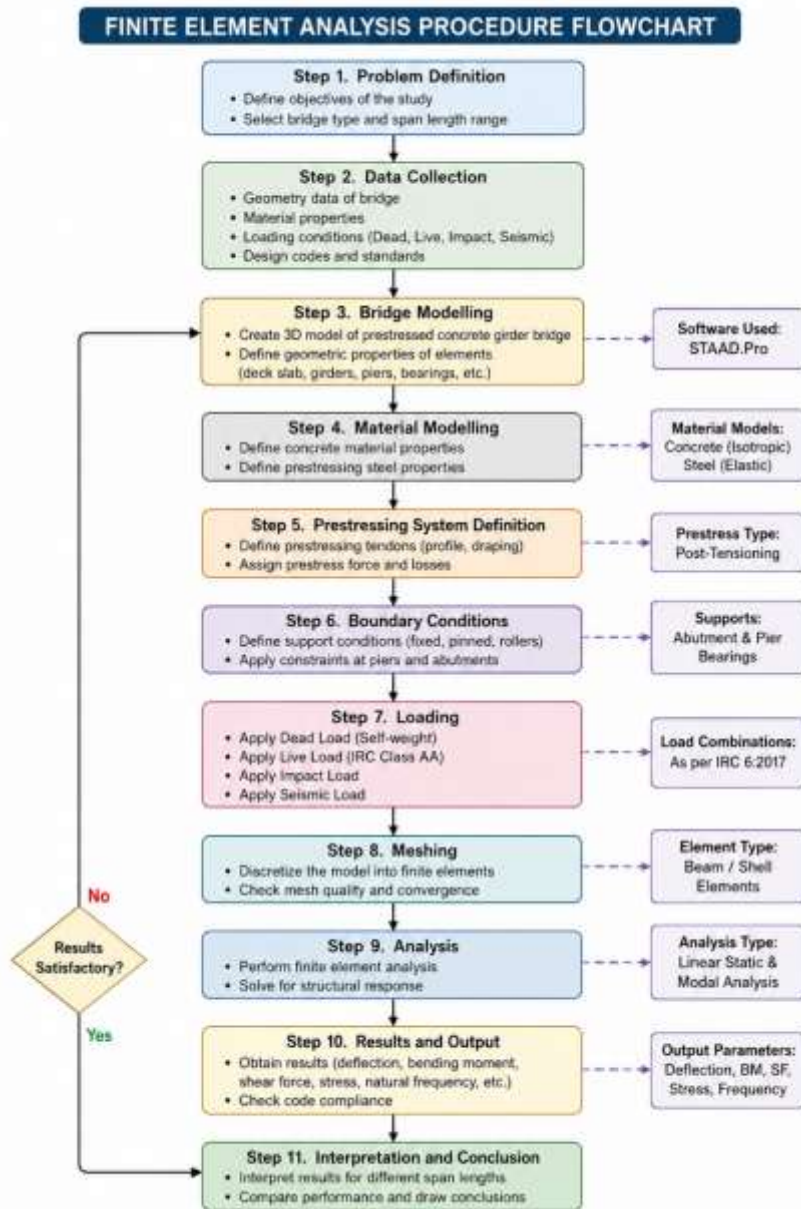 FINITE ELEMENT ANALYSIS PROCEDURE FLOWCHART
Step 1. Problem Definition
• Define objectives of the study
• Select bridge type and span length range
Step 2. Data Collection
• Geometry data of bridge
• Material properties
• Loading conditions (Dead, Live, Impact, Seismic)
• Design codes and standards
Step 3. Bridge Modelling
• Create 3D model of prestressed concrete girder bridge
• Define geometric properties of elements
(deck slab, girders, piers, bearings, etc.)
Software Used:
STAAD.Pro
Step 4. Material Modelling
• Define concrete material properties
• Define prestressing steel properties
Material Models:
Concrete (Isotropic)
Steel (Elastic)
Step 5. Prestressing System Definition
• Define prestressing tendons (profile, draping)
• Assign prestress force and losses
Prestress Type:
Post-Tensioning
Step 6. Boundary Conditions
• Define support conditions (fixed, pinned, rollers)
• Apply constraints at piers and abutments
Supports:
Abutment & Pier
Bearings
Step 7. Loading
• Apply Dead Load (Self-weight)
• Apply Live Load (IRC Class AA)
• Apply Impact Load
• Apply Seismic Load
Load Combinations:
As per IRC 6:2017
Step 8. Meshing
• Discretize the model into finite elements
• Check mesh quality and convergence
Element Type:
Beam / Shell
Elements
No
Results
Satisfactory?
Yes
Step 9. Analysis
• Perform finite element analysis
• Solve for structural response
Analysis Type:
Linear Static &
Modal Analysis
Step 10. Results and Output
• Obtain results (deflection, bending moment,
shear force, stress, natural frequency, etc.)
• Check code compliance
Output Parameters:
Deflection, BM, SF,
Stress, Frequency
Step 11. Interpretation and Conclusion
• Interpret results for different span lengths
• Compare performance and draw conclusions